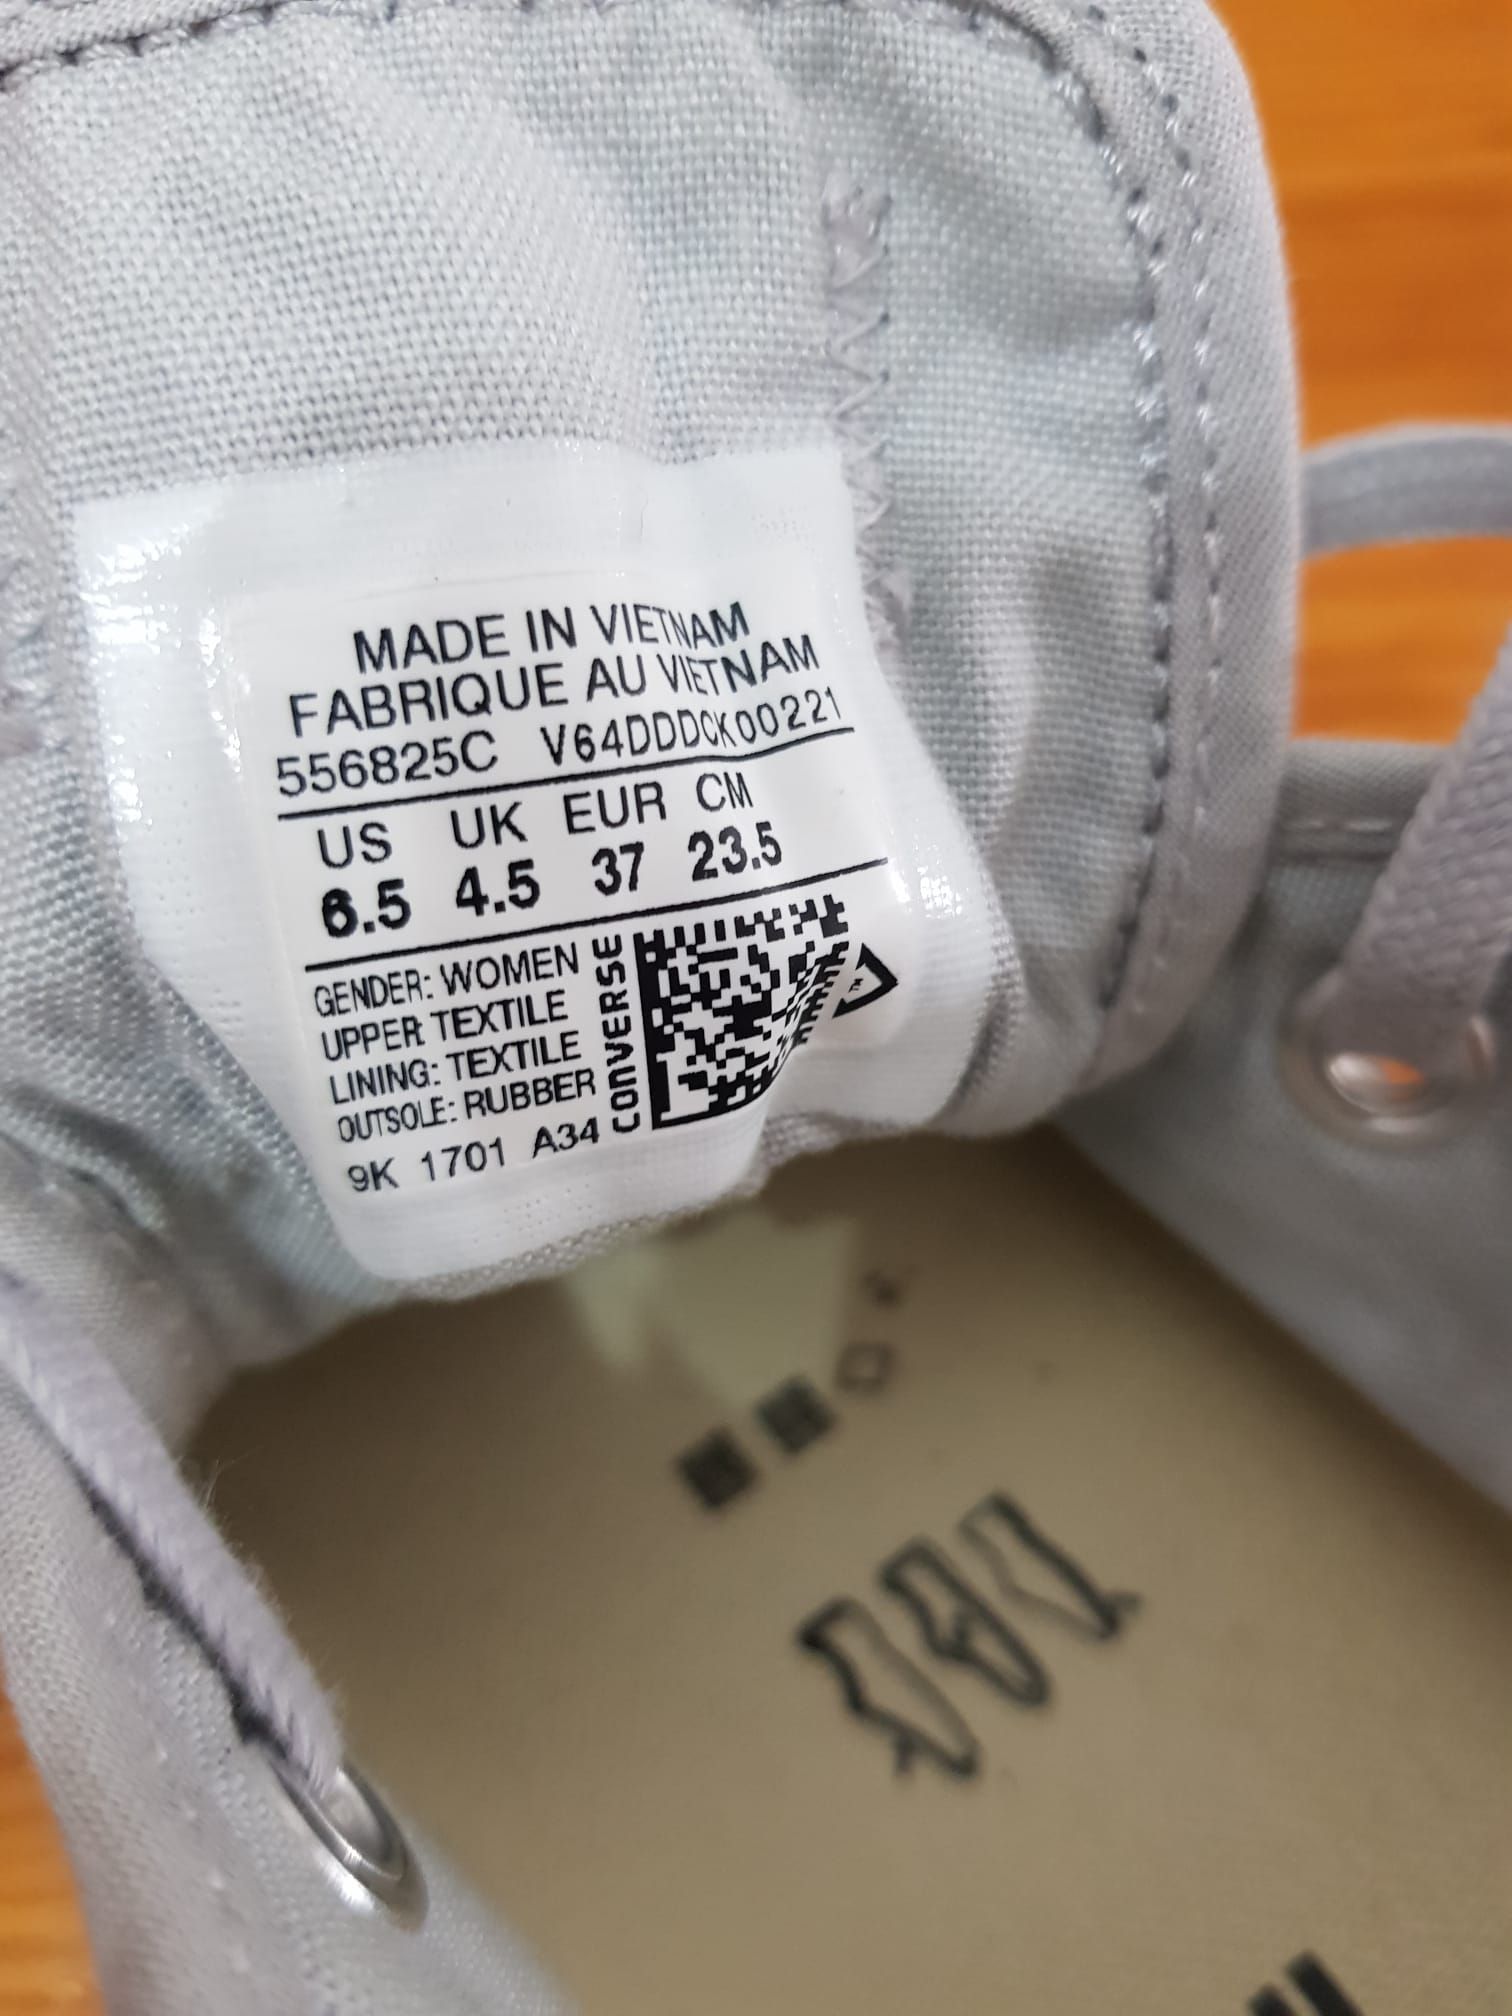 MADE IN VIETNAM
FABRIQUE AU VIETNAM
556825C V64DDDCK00221
US UK EUR CM
6.5 4.5 37 23.5
GENDER: WOMEN
UPPER TEXTILE
LINING: TEXTILE
OUTSOLE: RUBBER
9K 1701 A34
CONVERSE
TM